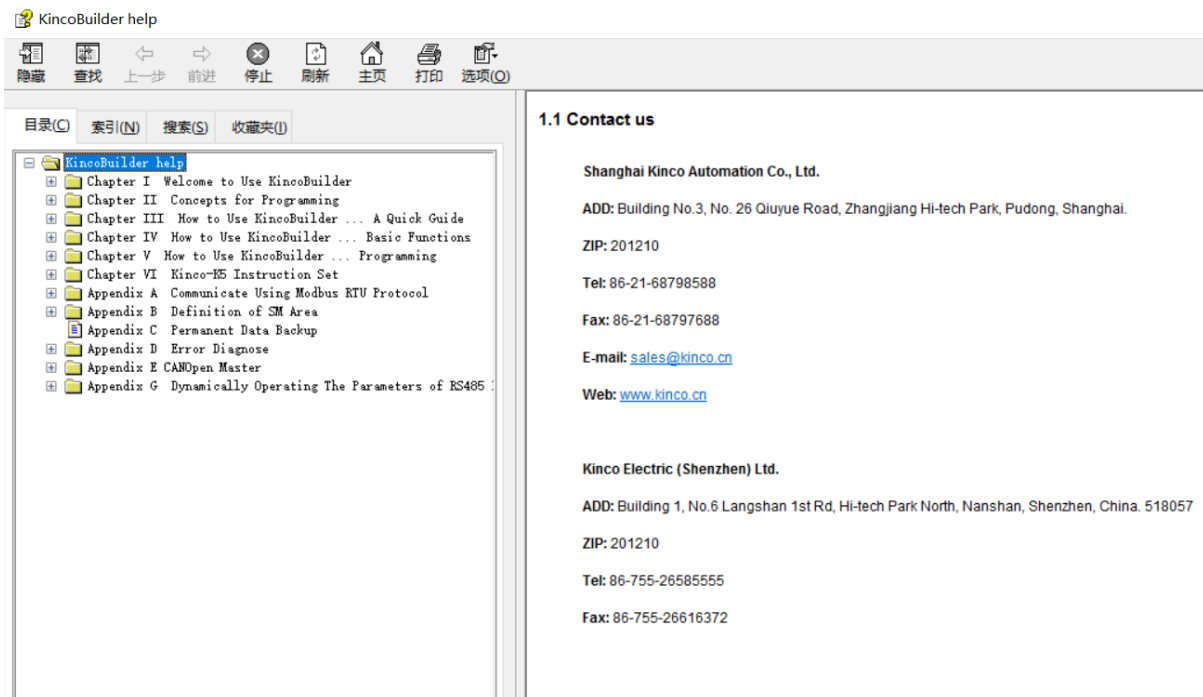 KincoBuilder help
隐藏 查找 上一步 前进 停止 刷新 主页 打印 选项(O)
目录(C) 索引(N) 搜索(S) 收藏夹(I)
KincoBuilder help
Chapter I Welcome to Use KincoBuilder
Chapter II Concepts for Programming
Chapter III How to Use KincoBuilder ... A Quick Guide
Chapter IV How to Use KincoBuilder ... Basic Functions
Chapter V How to Use KincoBuilder ... Programming
Chapter VI Kinco-K5 Instruction Set
Appendix A Communicate Using Modbus RTU Protocol
Appendix B Definition of SM Area
Appendix C Permanent Data Backup
Appendix D Error Diagnose
Appendix E CANOpen Master
Appendix G Dynamically Operating The Parameters of RS485
1.1 Contact us
Shanghai Kinco Automation Co., Ltd.
ADD: Building No.3, No. 26 Qiuyue Road, Zhangjiang Hi-tech Park, Pudong, Shanghai.
ZIP: 201210
Tel: 86-21-68798588
Fax: 86-21-68797688
E-mail: sales@kinco.cn
Web: www.kinco.cn
Kinco Electric (Shenzhen) Ltd.
ADD: Building 1, No.6 Langshan 1st Rd, Hi-tech Park North, Nanshan, Shenzhen, China. 518057
ZIP: 201210
Tel: 86-755-26585555
Fax: 86-755-26616372